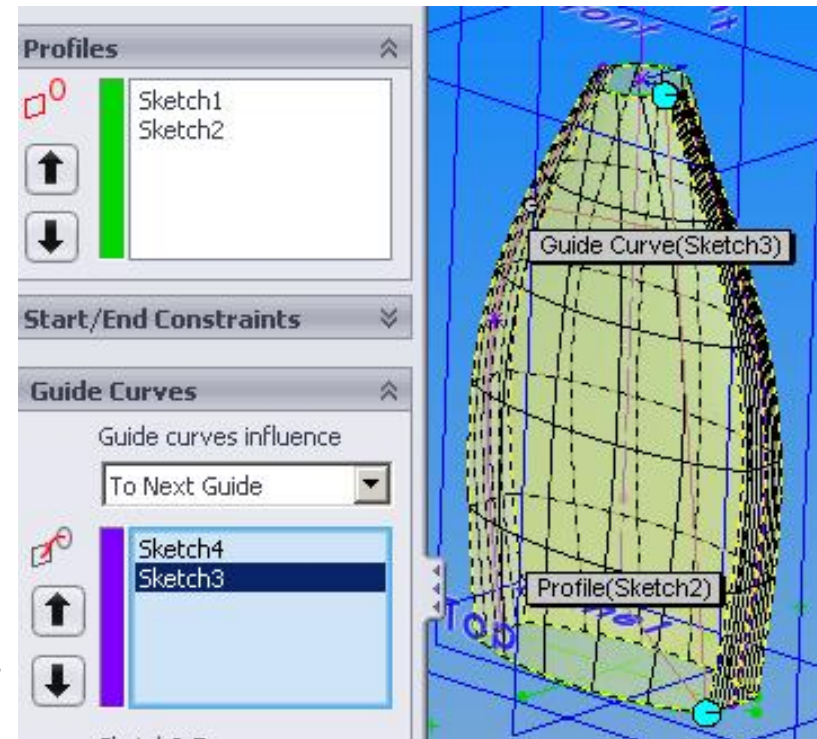 Profiles
Sketch1
Sketch2
Start/End Constraints
Guide Curves
Guide curves influence
To Next Guide
Sketch4
Sketch3
Front
Guide Curve(Sketch3)
Profile(Sketch2)
Top